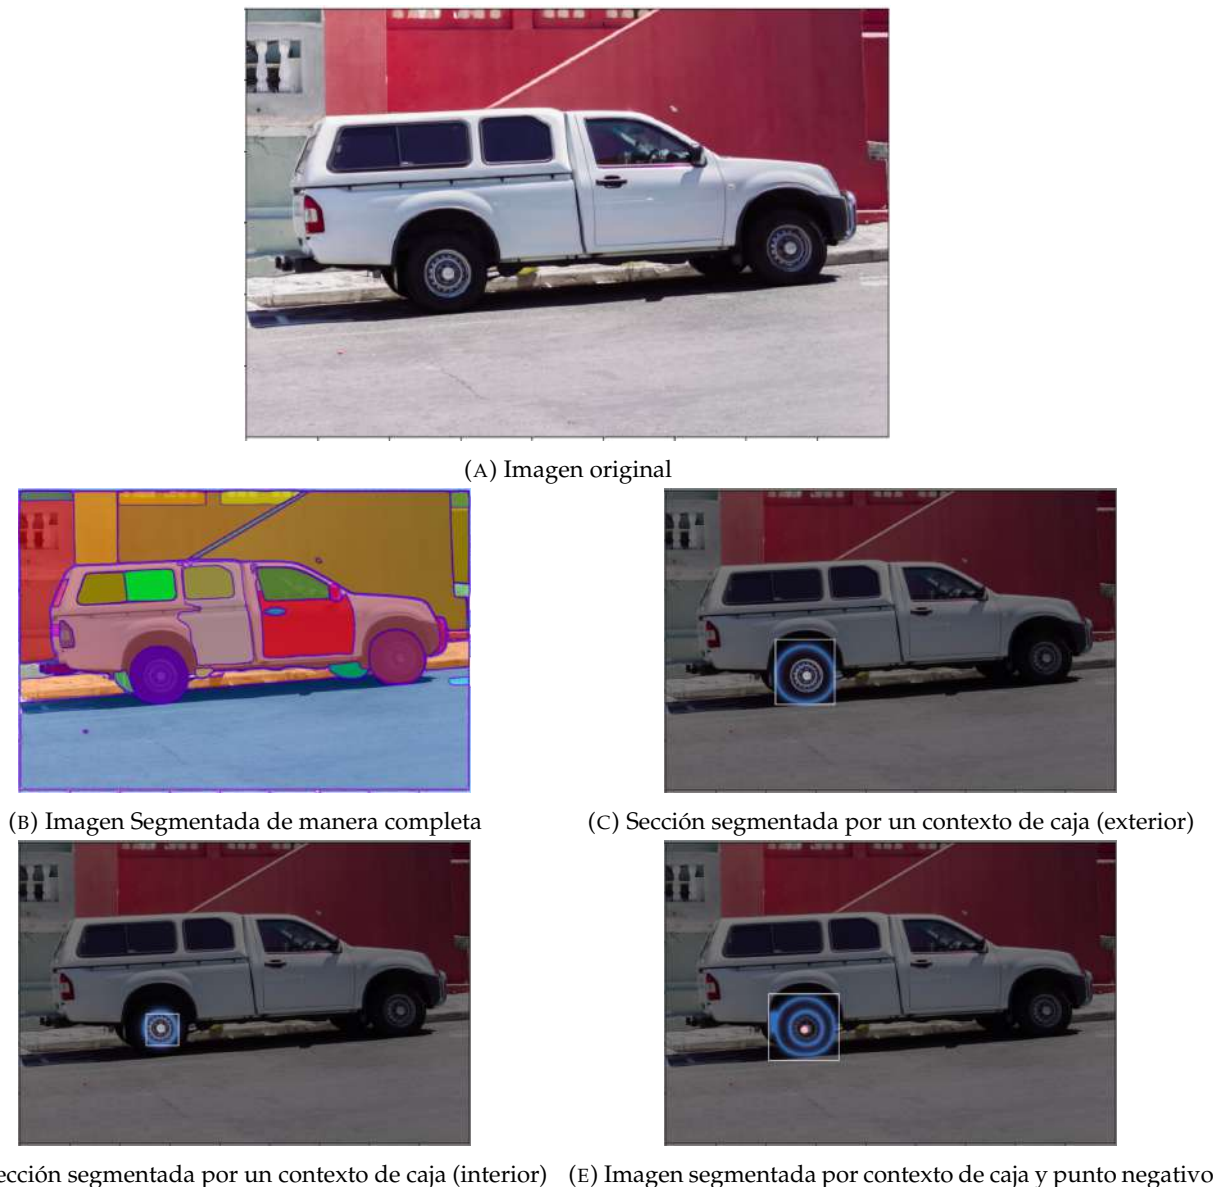 (A) Imagen original
(B) Imagen Segmentada de manera completa
(C) Sección segmentada por un contexto de caja (exterior)
ección segmentada por un contexto de caja (interior)
(E) Imagen segmentada por contexto de caja y punto negativo